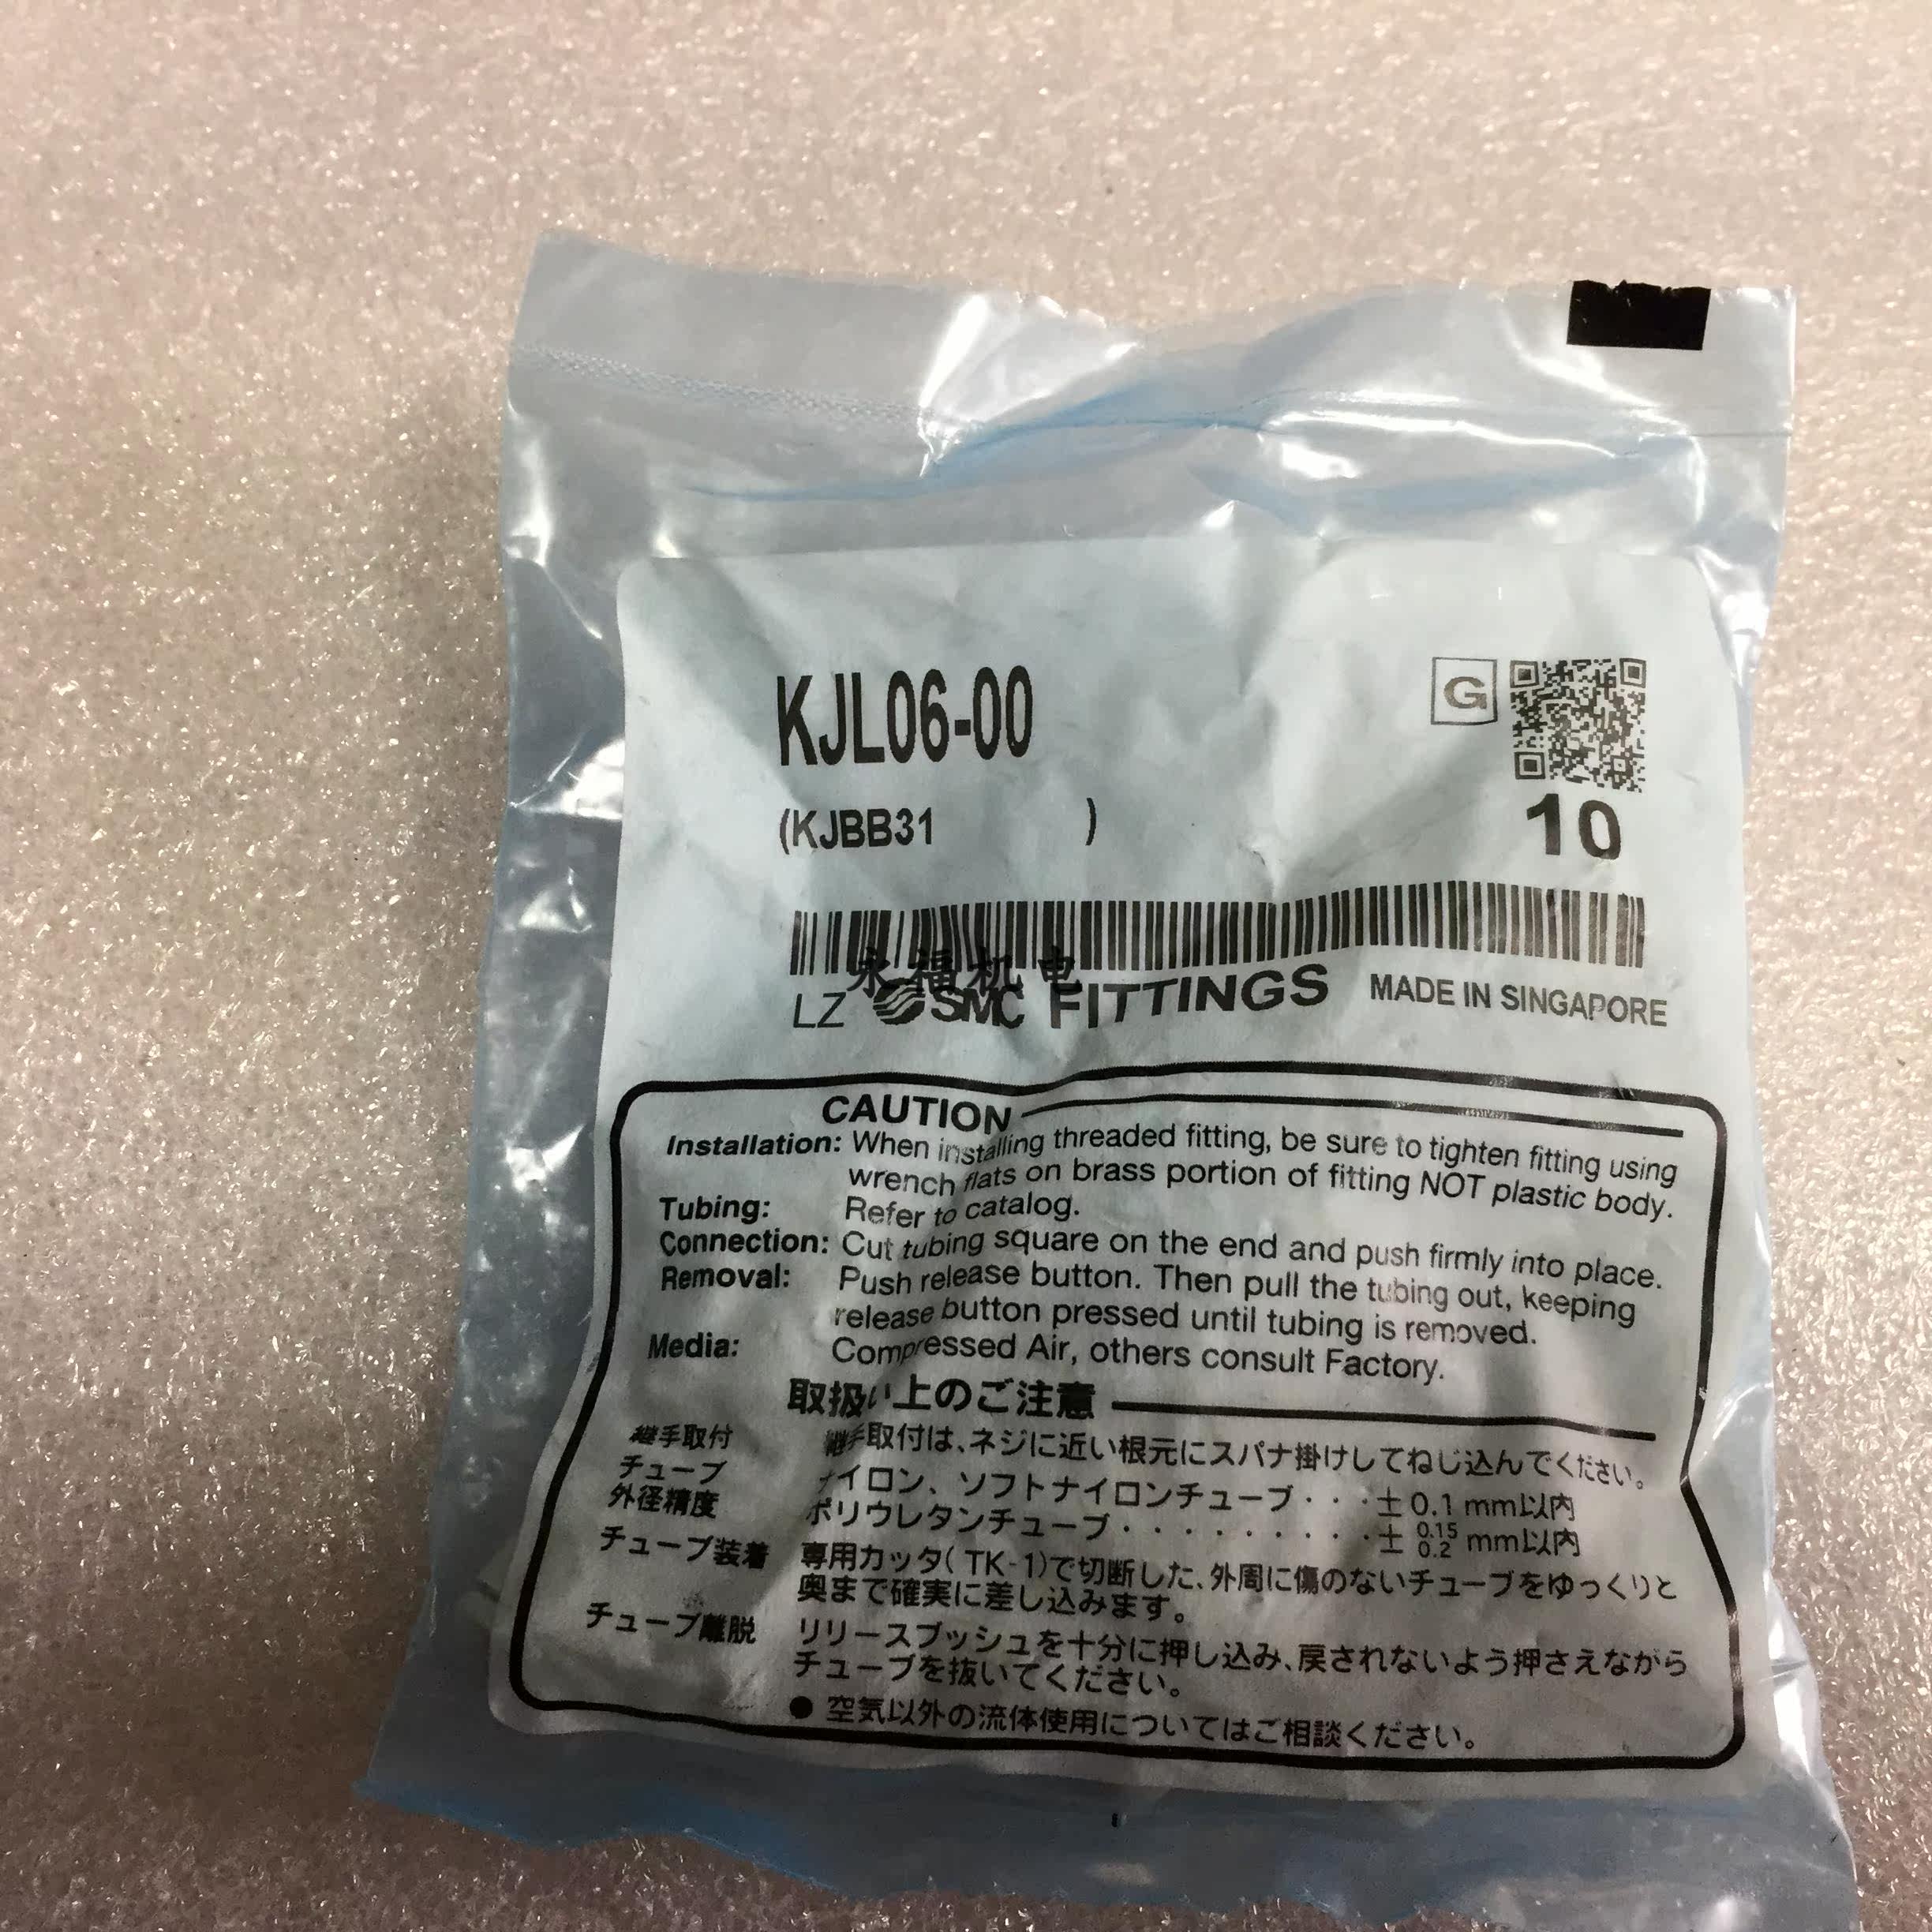 KJL06-00
G
(KJBB31 )
10
永福机电
LZ SMC FITTINGS MADE IN SINGAPORE
CAUTION
Installation: When installing threaded fitting, be sure to tighten fitting using
wrench flats on brass portion of fitting NOT plastic body.
Tubing: Refer to catalog.
Connection: Cut tubing square on the end and push firmly into place.
Removal: Push release button. Then pull the tubing out, keeping
release button pressed until tubing is removed.
Media: Compressed Air, others consult Factory.
取扱い上のご注意
継手取付 継手取付は、ネジに近い根元にスパナ掛けしてねじ込んでください。
チューブ ナイロン、ソフトナイロンチューブ・・・± 0.1 mm以内
外径精度 ポリウレタンチューブ・・・・・・・・・± 0.15 0.2 mm以内
チューブ装着 専用カッタ(TK-1)で切断した、外周に傷のないチューブをゆっくりと
奥まで確実に差し込みます。
チューブ離脱 リリースブッシュを十分に押し込み、戻されないよう押さえながら
チューブを抜いてください。
● 空気以外の流体使用についてはご相談ください。